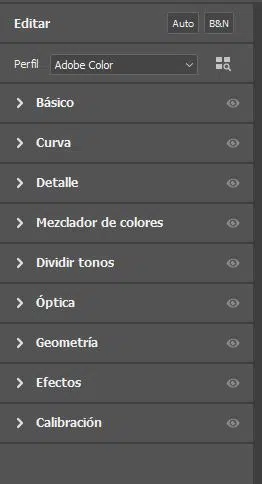 Editar Auto B&N
Perfil Adobe Color
Básico
Curva
Detalle
Mezclador de colores
Dividir tonos
Óptica
Geometría
Efectos
Calibración